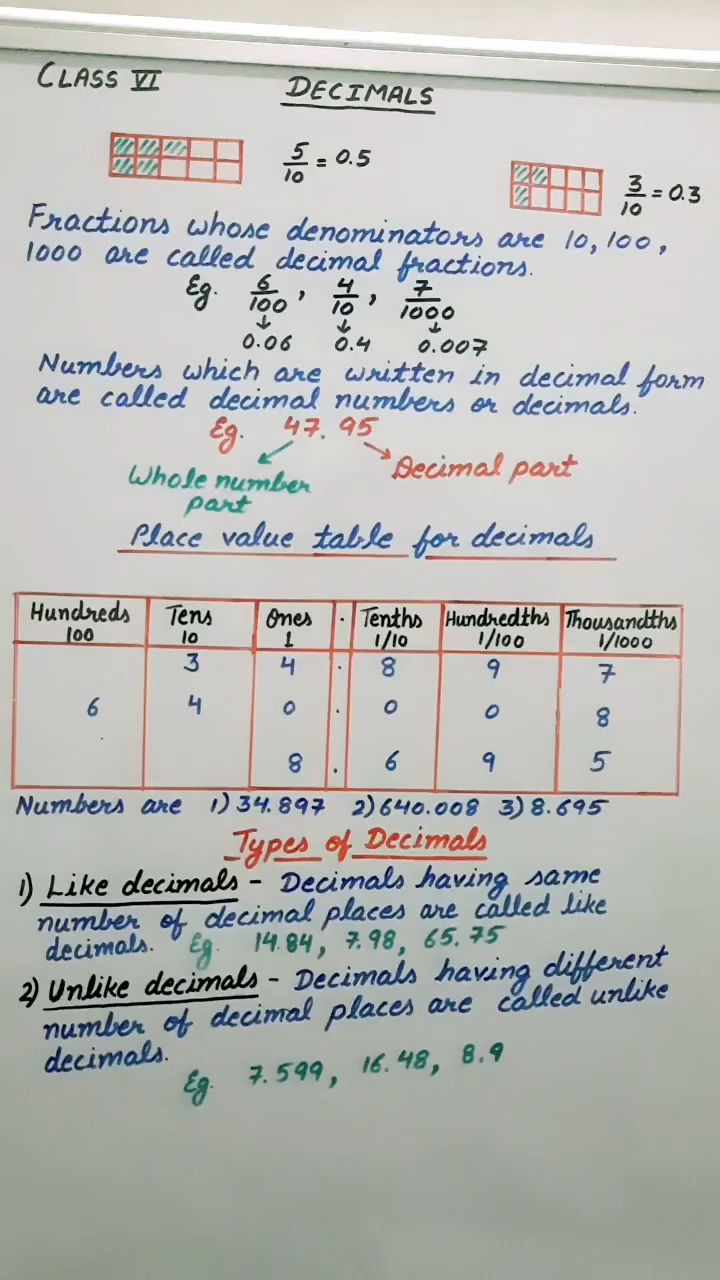 CLASS VI DECIMALS
5/10 = 0.5 3/10 = 0.3
Fractions whose denominators are 10, 100,
1000 are called decimal fractions.
Eg. 6/100, 4/10, 7/1000
↓ ↓ ↓
0.06 0.4 0.007
Numbers which are written in decimal form
are called decimal numbers or decimals.
Eg. 47.95
Whole number Decimal part
part
Place value table for decimals
Hundreds Tens Ones . Tenths Hundredths Thousandths
100 10 1 1/10 1/100 1/1000
3 4 . 8 9 7
6 4 0 . 0 0 8
8 . 6 9 5
Numbers are 1) 34.897 2) 640.008 3) 8.695
Types of Decimals
1) Like decimals - Decimals having same
number of decimal places are called like
decimals. Eg. 14.84, 7.98, 65.75
2) Unlike decimals - Decimals having different
number of decimal places are called unlike
decimals.
Eg. 7.599, 16.48, 8.9